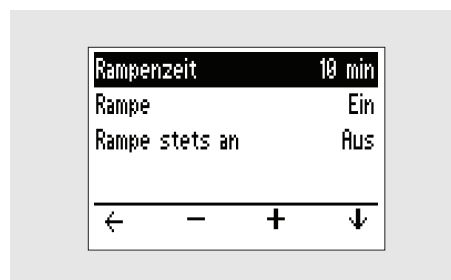 Rampenzeit 10 min
Rampe Ein
Rampe stets an Aus
← − + ↓